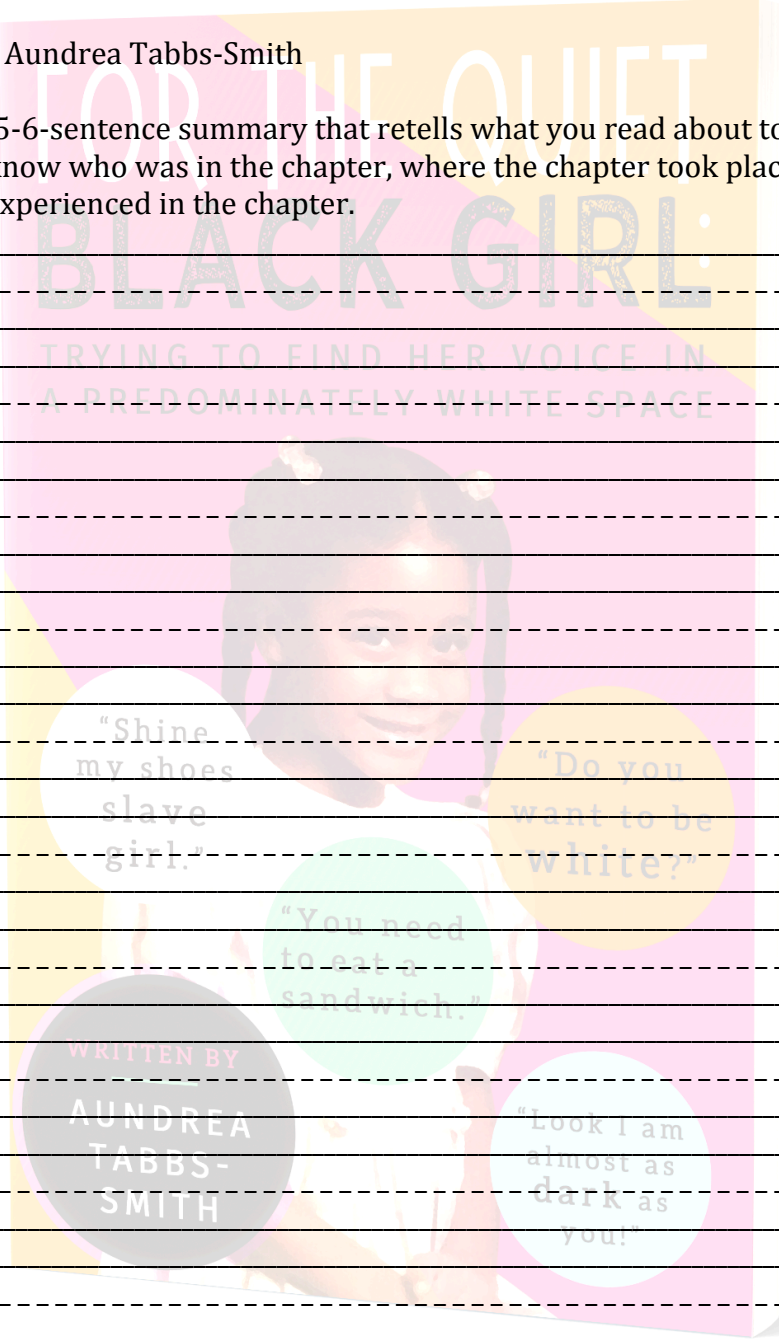 Aundrea Tabbs-Smith
FOR THE QUIET
5-6-sentence summary that retells what you read about to
now who was in the chapter, where the chapter took plac
xperienced in the chapter.
BLACK GIRL:
TRYING TO FIND HER VOICE IN
A PREDOMINATELY WHITE SPACE
"Shine
my shoes
slave
girl."
"Do you
want to be
white?"
"You need
to eat a
sandwich."
WRITTEN BY
AUNDREA
TABBS-
SMITH
"Look I am
almost as
dark as
you!"